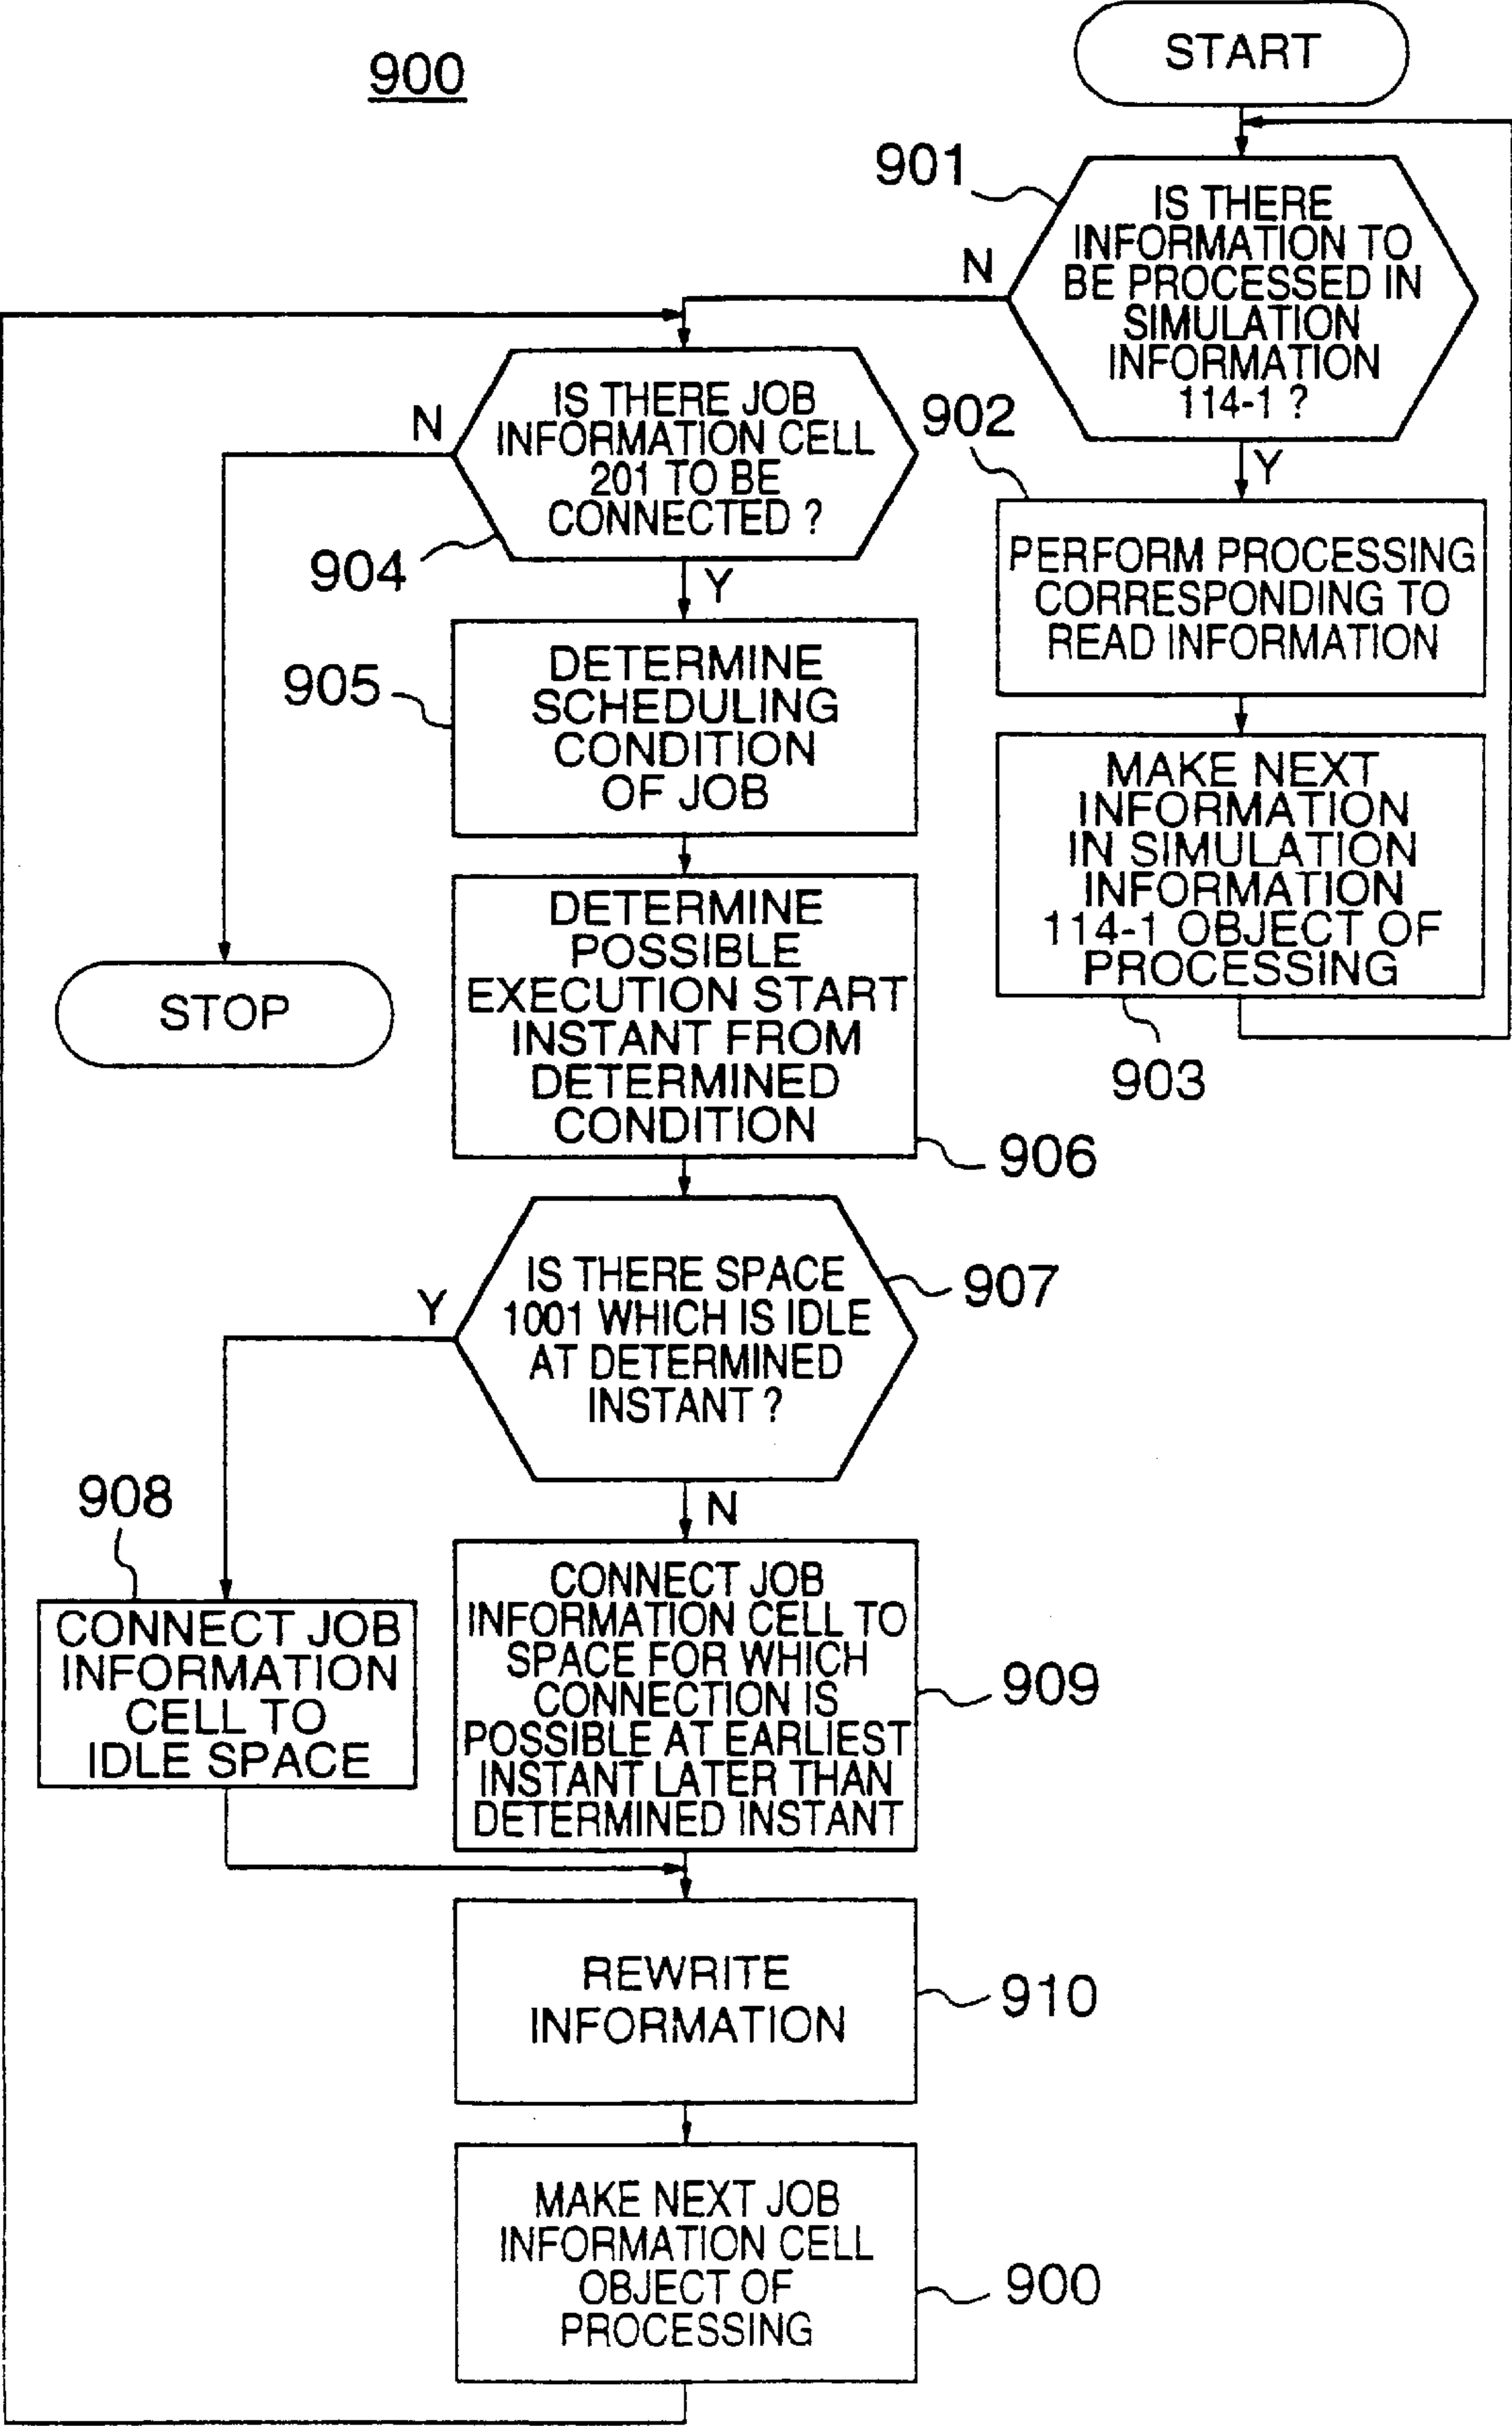 900
START
901
IS THERE
INFORMATION TO
BE PROCESSED IN
SIMULATION
INFORMATION
114-1 ?
N
Y
902
PERFORM PROCESSING
CORRESPONDING TO
READ INFORMATION
MAKE NEXT
INFORMATION
IN SIMULATION
INFORMATION
114-1 OBJECT OF
PROCESSING
903
IS THERE JOB
INFORMATION CELL
201 TO BE
CONNECTED ?
N
904
Y
STOP
905
DETERMINE
SCHEDULING
CONDITION
OF JOB
DETERMINE
POSSIBLE
EXECUTION START
INSTANT FROM
DETERMINED
CONDITION
906
IS THERE SPACE
1001 WHICH IS IDLE
AT DETERMINED
INSTANT ?
907
Y
N
908
CONNECT JOB
INFORMATION
CELL TO
IDLE SPACE
CONNECT JOB
INFORMATION CELL TO
SPACE FOR WHICH
CONNECTION IS
POSSIBLE AT EARLIEST
INSTANT LATER THAN
DETERMINED INSTANT
909
REWRITE
INFORMATION
910
MAKE NEXT JOB
INFORMATION CELL
OBJECT OF
PROCESSING
900